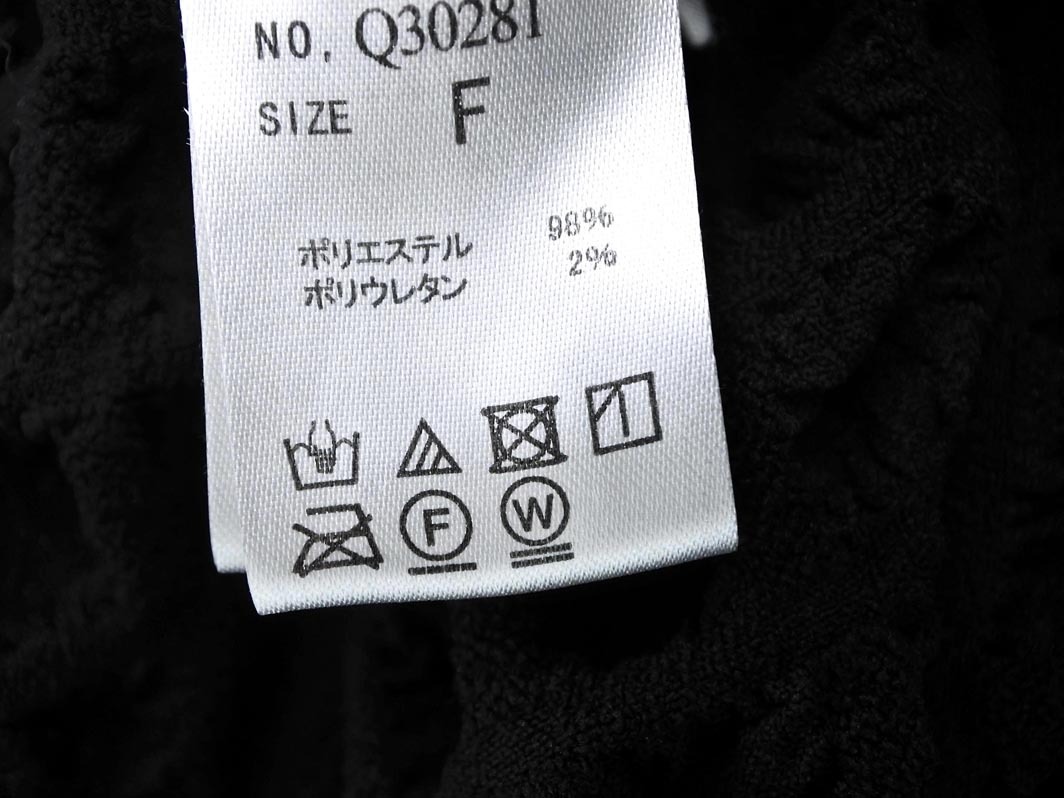 NO. Q30281
SIZE F
ポリエステル 98%
ポリウレタン 2%
F W